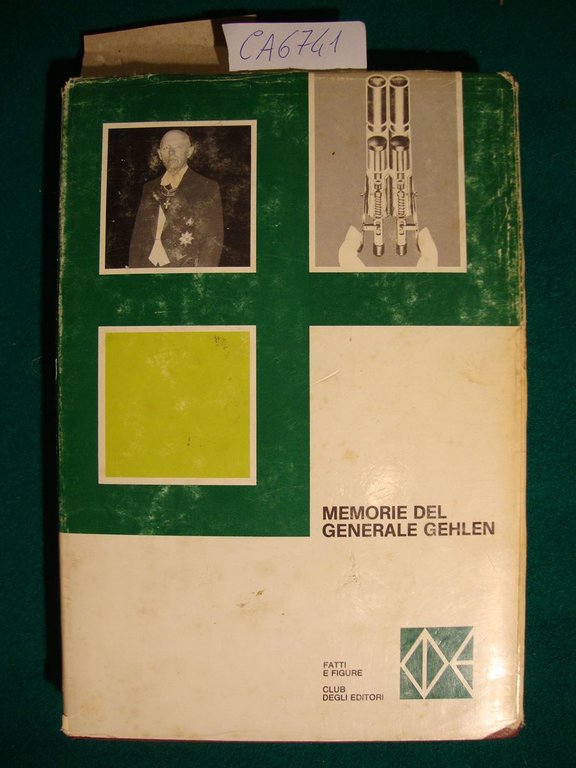 CA6741
MEMORIE DEL
GENERALE GEHLEN
FATTI
E FIGURE
CLUB
DEGLI EDITORI